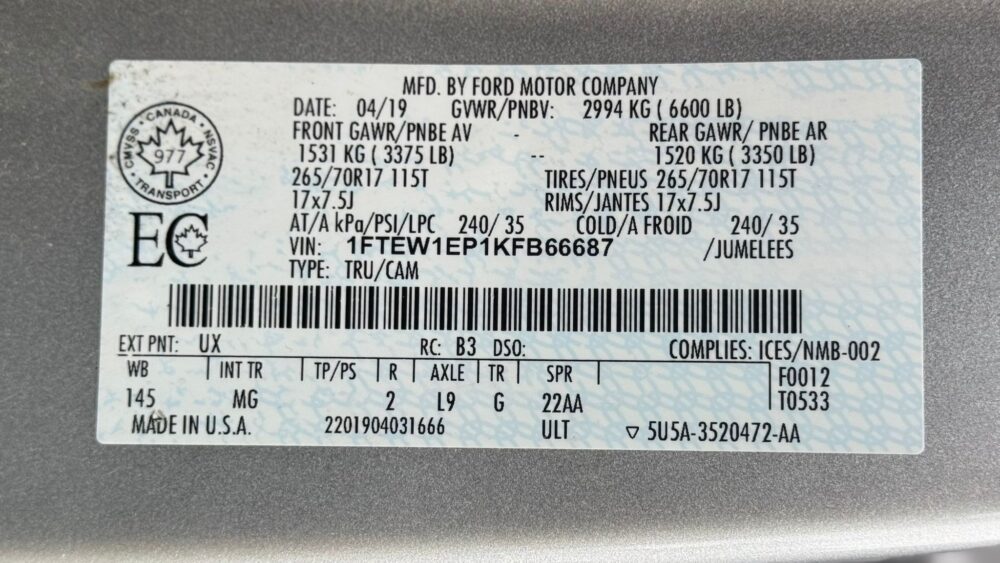 MFD. BY FORD MOTOR COMPANY
DATE: 04/19 GVWR/PNBV: 2994 KG ( 6600 LB)
FRONT GAWR/PNBE AV - REAR GAWR/ PNBE AR
1531 KG ( 3375 LB) -- 1520 KG ( 3350 LB)
265/70R17 115T TIRES/PNEUS 265/70R17 115T
17x7.5J RIMS/JANTES 17x7.5J
AT/A kPa/PSI/LPC 240/ 35 COLD/A FROID 240/ 35
VIN: 1FTEW1EP1KFB66687 /JUMELEES
TYPE: TRU/CAM
CANADA · NSVAC · TRANSPORT · CMVSS
977
EC
EXT PNT: UX RC: B3 DSO: COMPLIES: ICES/NMB-002
WB | INT TR | TP/PS | R | AXLE | TR | SPR | F0012
145 MG 2 L9 G 22AA T0533
MADE IN U.S.A. 2201904031666 ULT ▽ 5U5A-3520472-AA